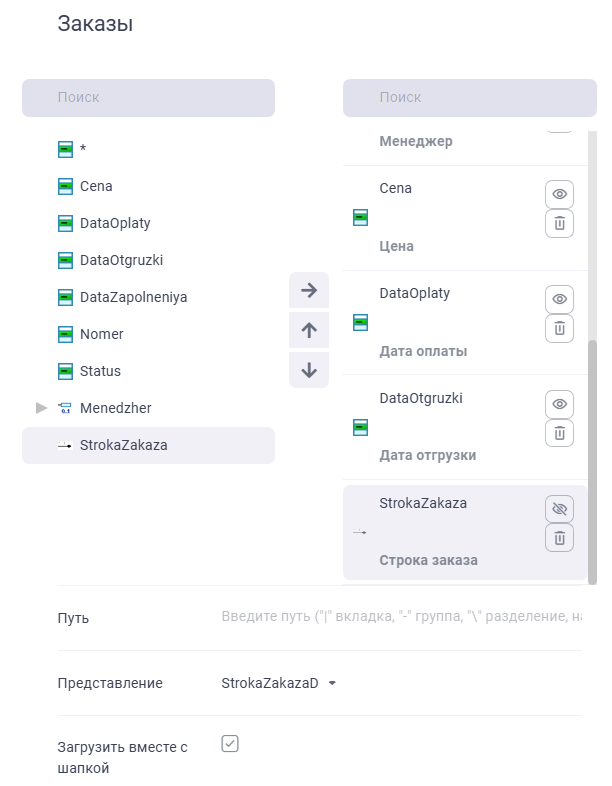 Заказы
Поиск
*
Cena
DataOplaty
DataOtgruzki
DataZapolneniya
Nomer
Status
Menedzher
StrokaZakaza
Поиск
Менеджер
Cena
Цена
DataOplaty
Дата оплаты
DataOtgruzki
Дата отгрузки
StrokaZakaza
Строка заказа
Путь
Введите путь ("|" вкладка, "-" группа, "\" разделение,
Представление
StrokaZakazaD
Загрузить вместе с
шапкой